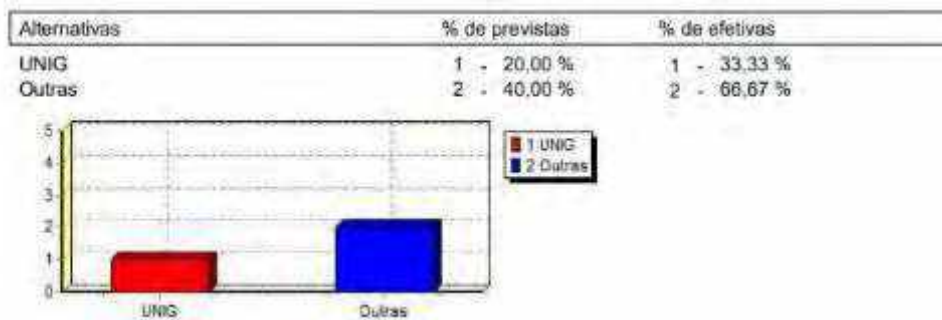 Alternativas % de previstas % de efetivas
UNIG 1 - 20,00 % 1 - 33,33 %
Outras 2 - 40,00 % 2 - 66,67 %
5
4
3
2
1
0
UNIG Outras
1 UNIG
2 Outras